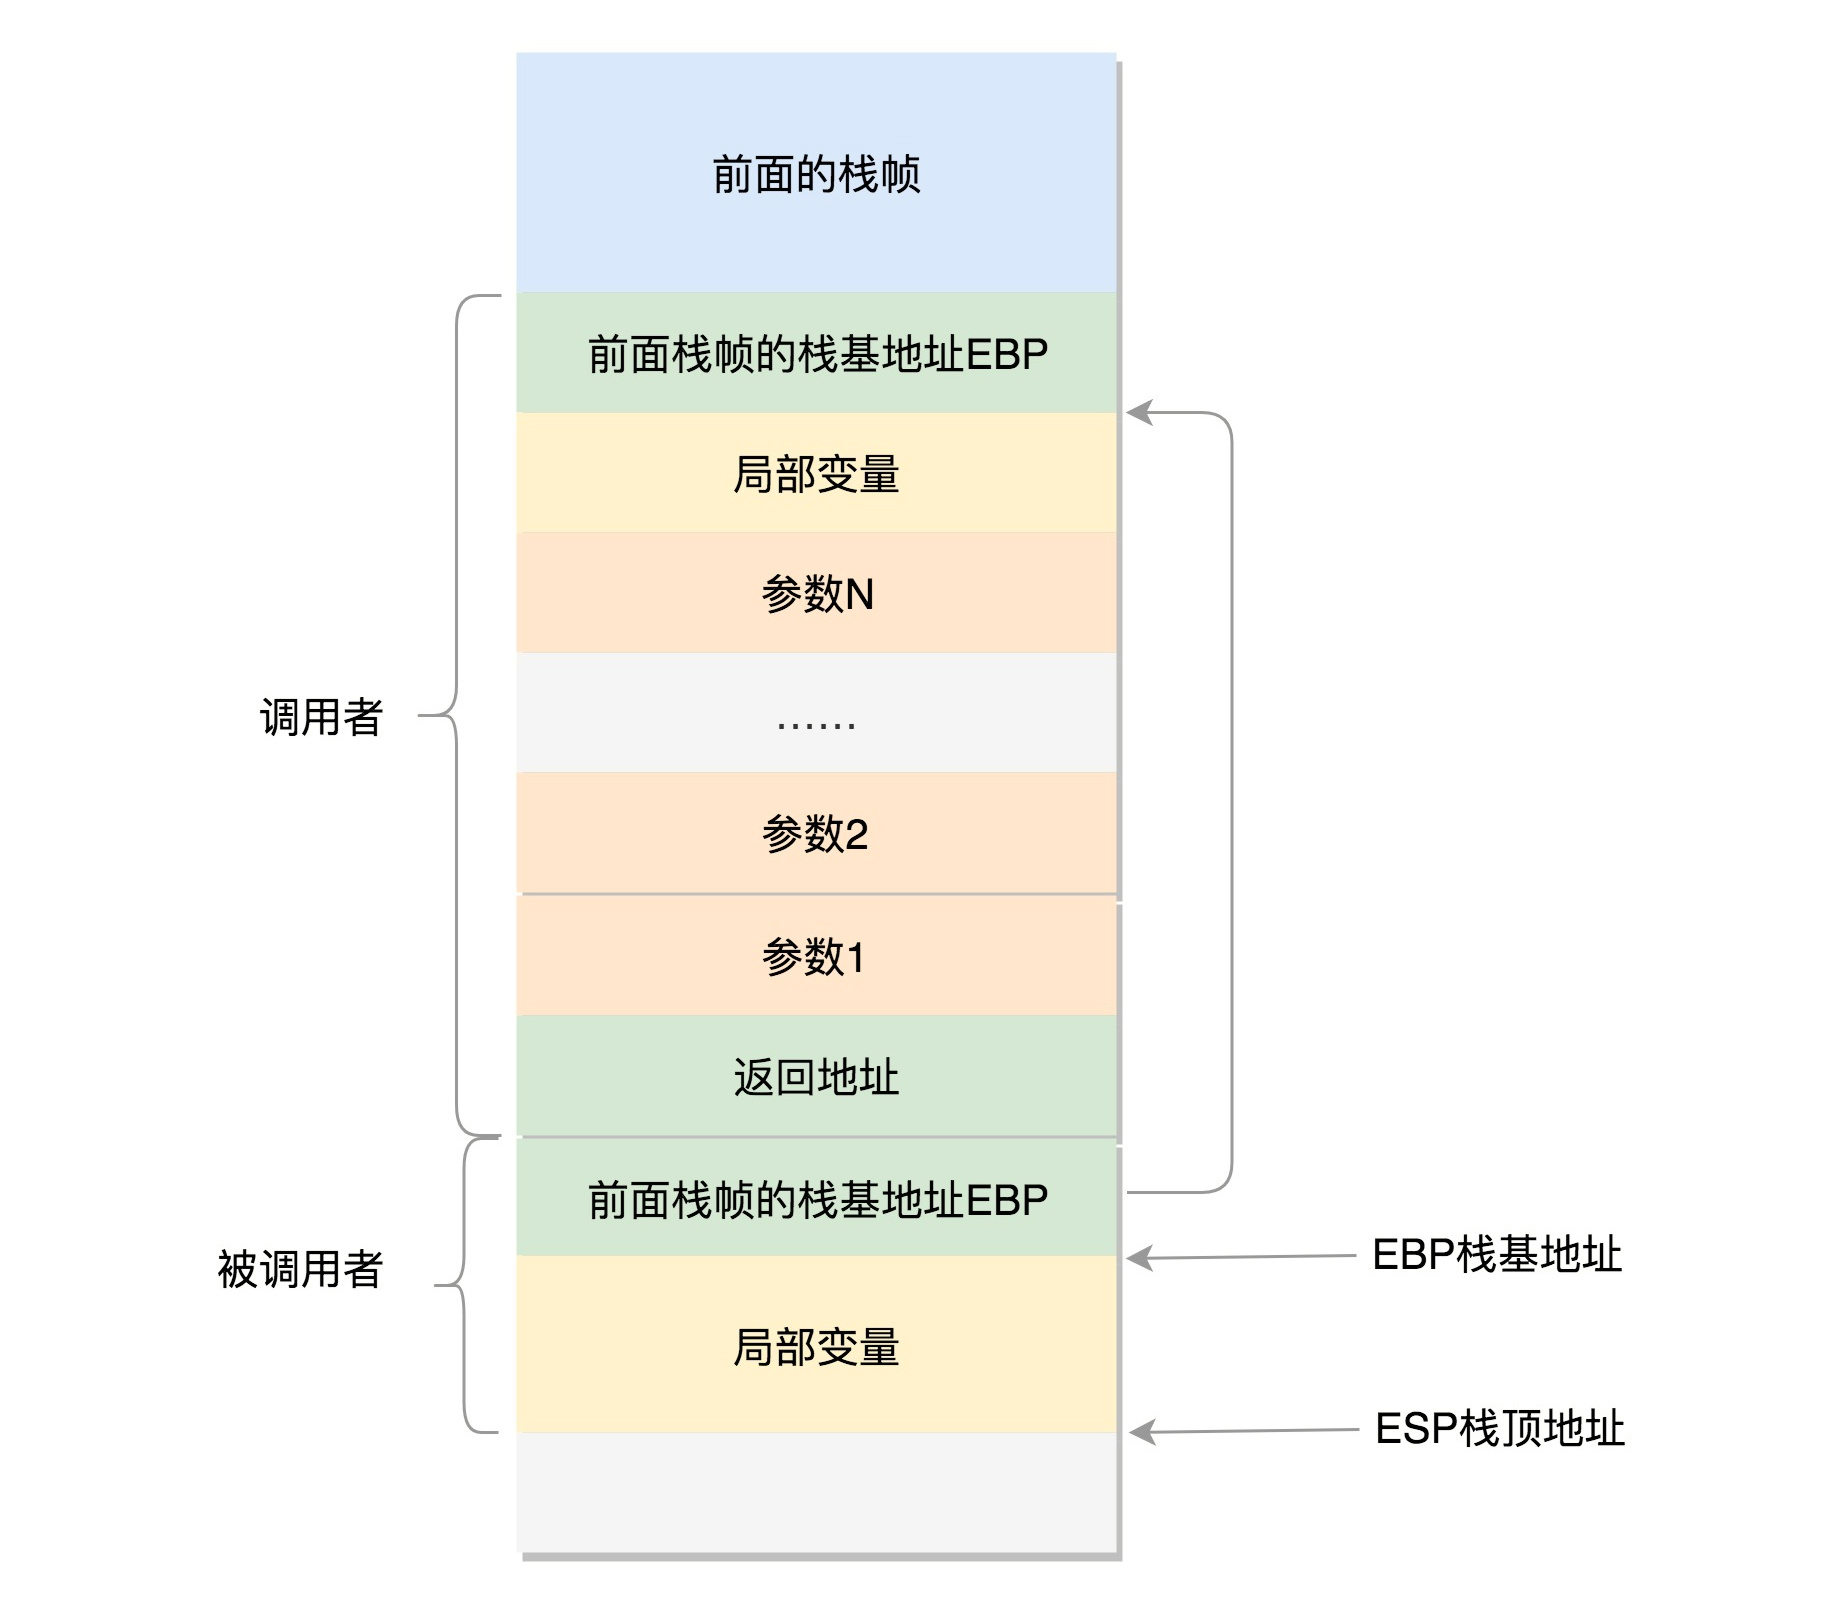 前面的栈帧
前面栈帧的栈基地址EBP
局部变量
参数N
······
调用者
参数2
参数1
返回地址
前面栈帧的栈基地址EBP
EBP栈基地址
被调用者
局部变量
ESP栈顶地址